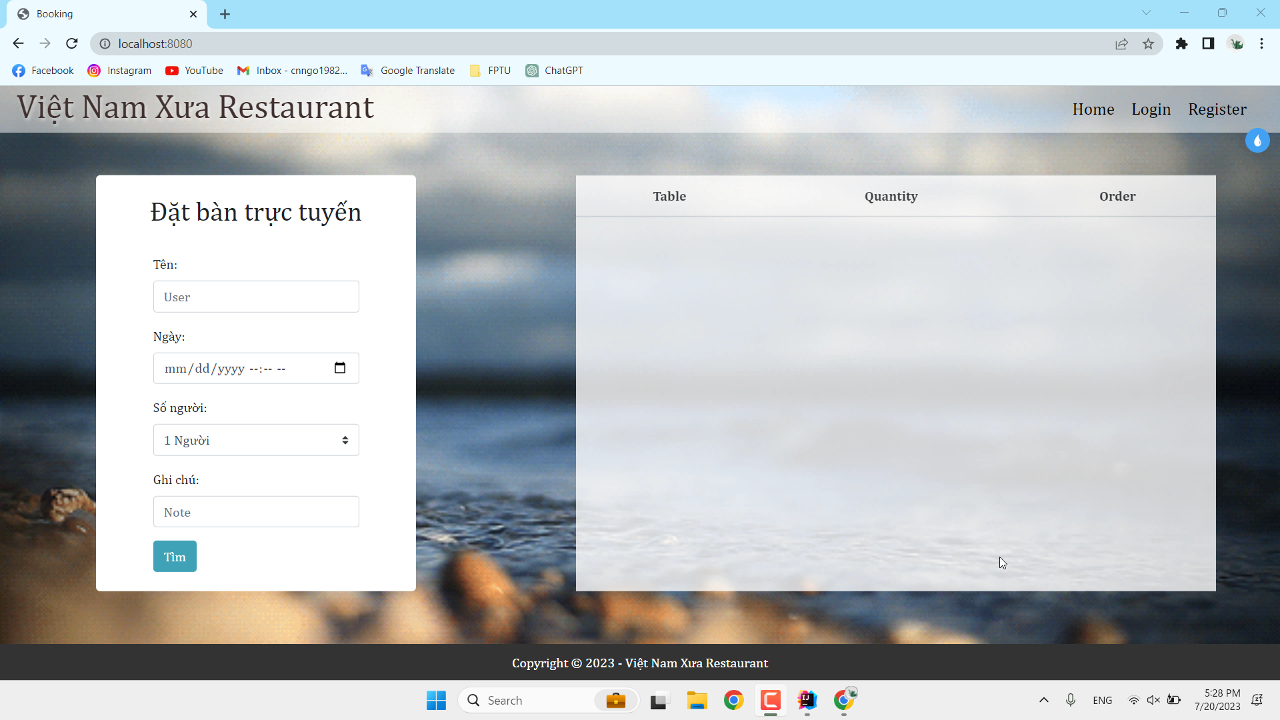 Booking
localhost:8080
Facebook Instagram YouTube Inbox - cnngo1982... Google Translate FPTU ChatGPT
Việt Nam Xưa Restaurant Home Login Register
Đặt bàn trực tuyến
Tên:
User
Ngày:
mm/dd/yyyy --:-- --
Số người:
1 Người
Ghi chú:
Note
Tìm
Table Quantity Order
Copyright © 2023 - Việt Nam Xưa Restaurant
Search
ENG
5:28 PM
7/20/2023